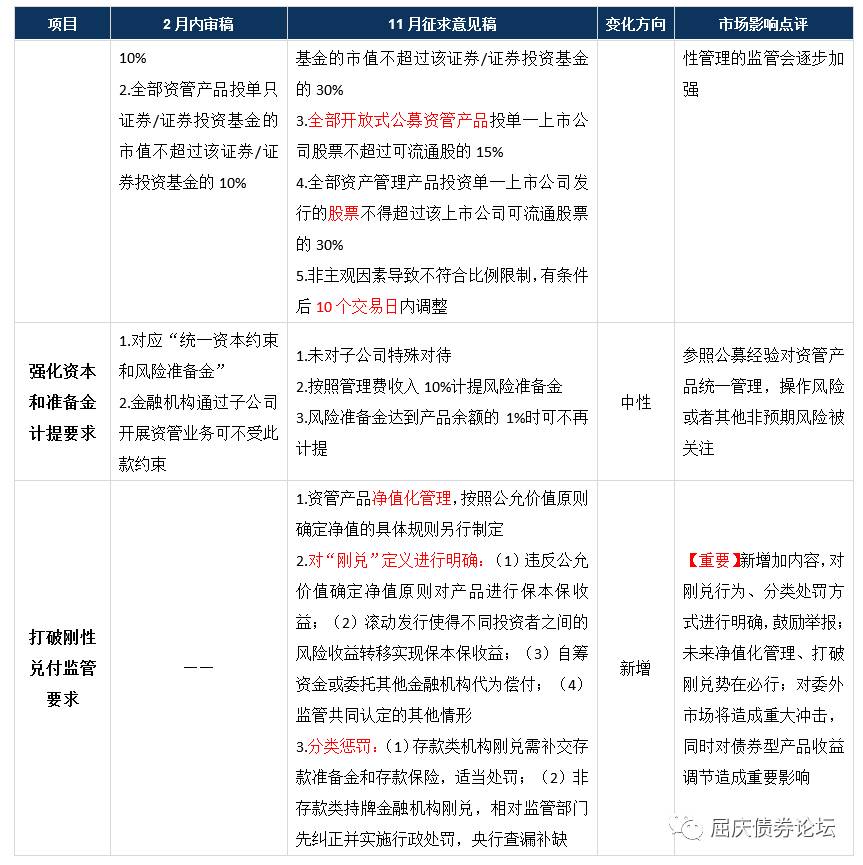 项目 2月内审稿 11月征求意见稿 变化方向 市场影响点评
10%
2.全部资管产品投单只
证券/证券投资基金的
市值不超过该证券/证
券投资基金的10%
基金的市值不超过该证券/证券投资基金
的30%
3.全部开放式公募资管产品投单一上市公
司股票不超过可流通股的15%
4.全部资产管理产品投资单一上市公司发
行的股票不得超过该上市公司可流通股票
的30%
5.非主观因素导致不符合比例限制，有条件
后10个交易日内调整
性管理的监管会逐步加
强
强化资本
和准备金
计提要求
1.对应“统一资本约束
和风险准备金”
2.金融机构通过子公司
开展资管业务可不受此
款约束
1.未对子公司特殊对待
2.按照管理费收入10%计提风险准备金
3.风险准备金达到产品余额的1%时可不再
计提
中性
参照公募经验对资管产
品统一管理，操作风险
或者其他非预期风险被
关注
打破刚性
兑付监管
要求
——
1.资管产品净值化管理，按照公允价值原则
确定净值的具体规则另行制定
2.对“刚兑”定义进行明确：（1）违反公允
价值确定净值原则对产品进行保本保收
益；（2）滚动发行使得不同投资者之间的
风险收益转移实现保本保收益；（3）自筹
资金或委托其他金融机构代为偿付；（4）
监管共同认定的其他情形
3.分类惩罚：（1）存款类机构刚兑需补交存
款准备金和存款保险，适当处罚；（2）非
存款类持牌金融机构刚兑，相对监管部门
先纠正并实施行政处罚，央行查漏补缺
新增
【重要】新增加内容，对
刚兑行为、分类处罚方
式进行明确，鼓励举报；
未来净值化管理、打破
刚兑势在必行；对委外
市场将造成重大冲击，
同时对债券型产品收益
调节造成重要影响
屈庆债券论坛